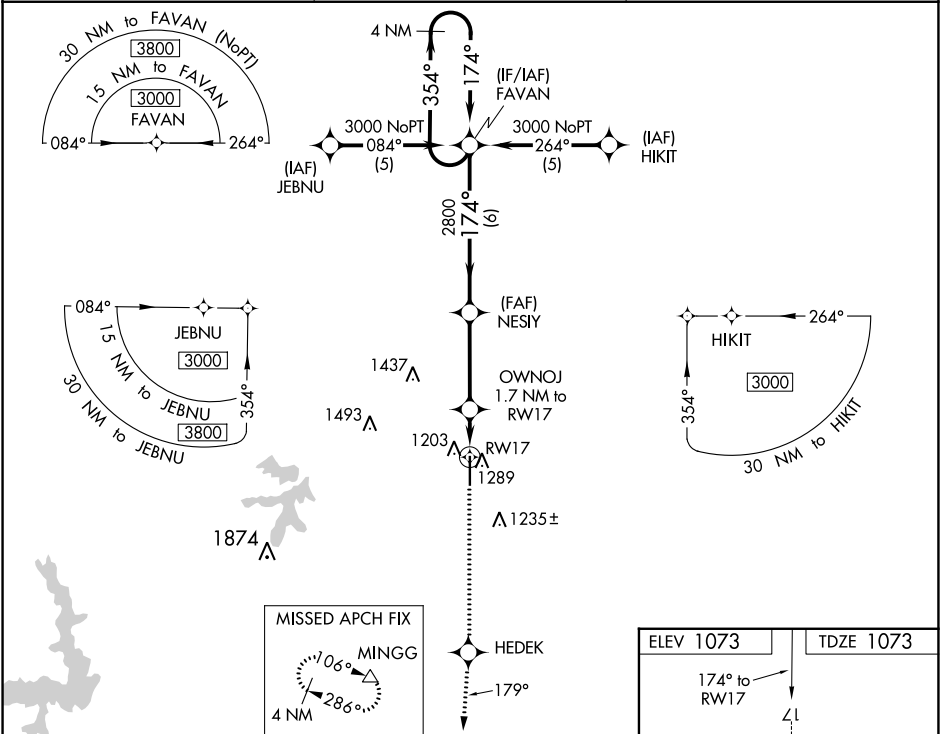 30 NM to FAVAN (NoPT)
3800
15 NM to FAVAN
3000
FAVAN
084°
264°
4 NM
354°
174°
(IF/IAF)
FAVAN
3000 NoPT
084°
(5)
(IAF)
JEBNU
3000 NoPT
264°
(5)
(IAF)
HIKIT
2800
174°
(6)
(FAF)
NESIY
084°
JEBNU
3000
15 NM to JEBNU
3800
30 NM to JEBNU
354°
264°
HIKIT
3000
354°
30 NM to HIKIT
1437
OWNOJ
1.7 NM to
RW17
1493
1203
RW17
1289
1235±
1874
MISSED APCH FIX
MINGG
106°
286°
4 NM
HEDEK
179°
ELEV 1073
TDZE 1073
174° to
RW17
17